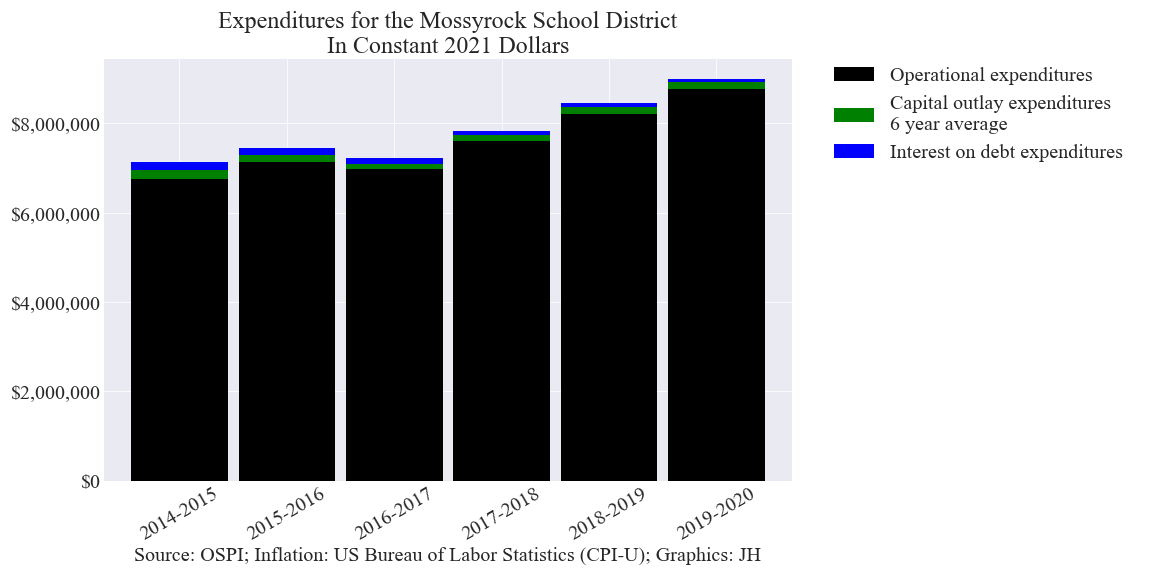 Expenditures for the Mossyrock School District
In Constant 2021 Dollars
Operational expenditures
Capital outlay expenditures
6 year average
Interest on debt expenditures
$8,000,000
$6,000,000
$4,000,000
$2,000,000
$0
2014-2015
2015-2016
2016-2017
2017-2018
2018-2019
2019-2020
Source: OSPI; Inflation: US Bureau of Labor Statistics (CPI-U); Graphics: JH